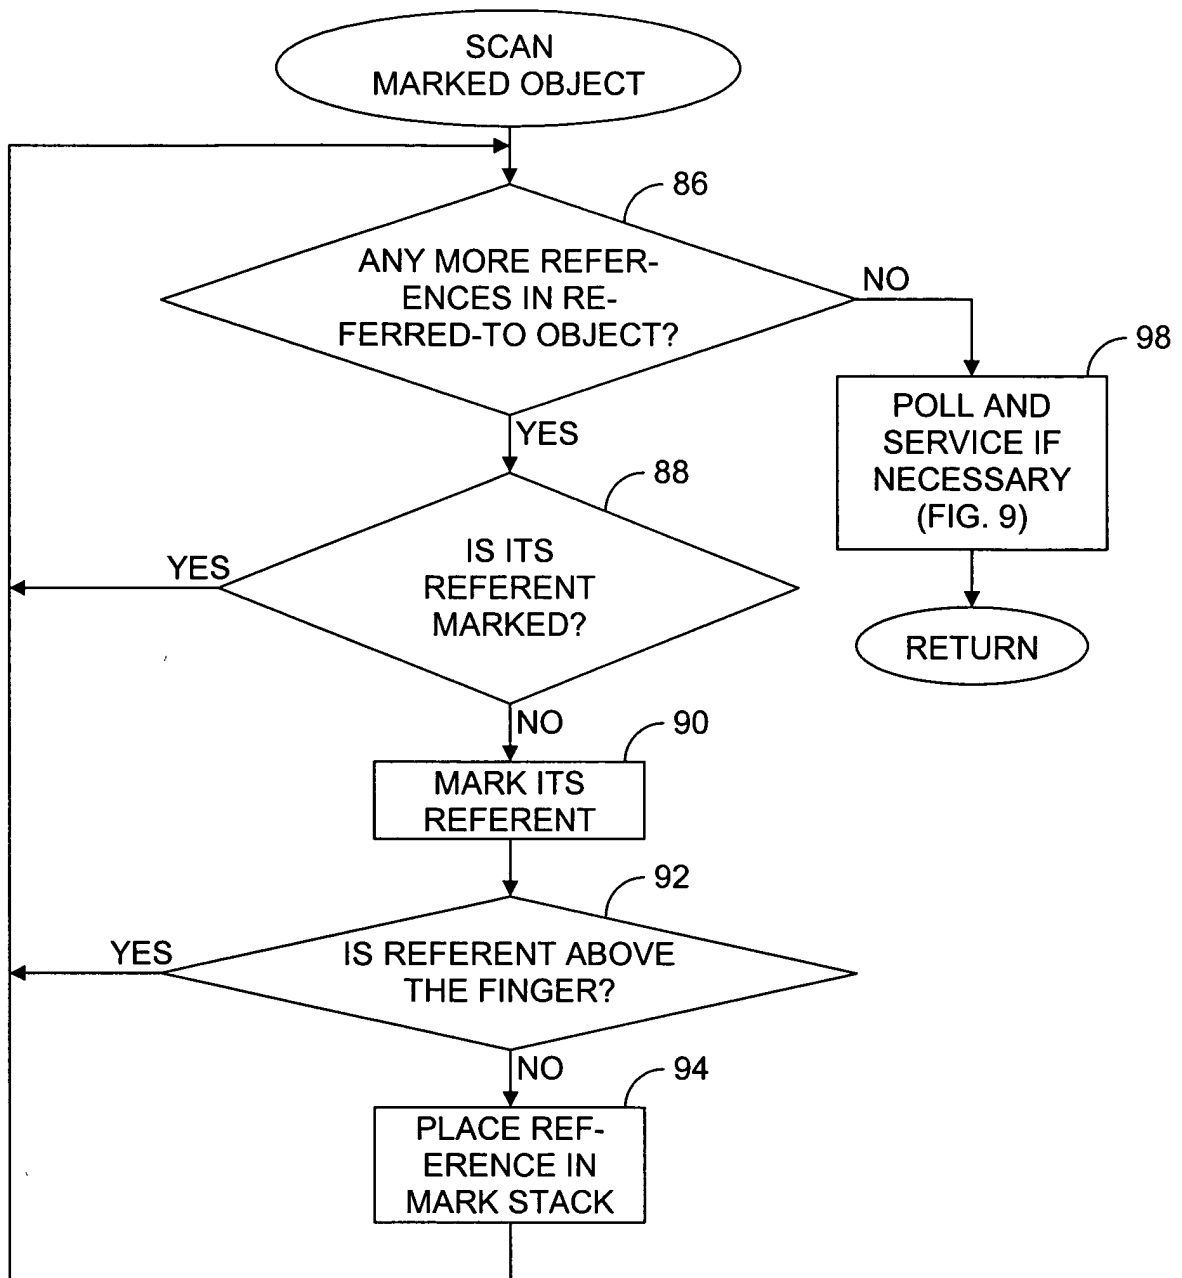 SCAN
MARKED OBJECT
86
ANY MORE REFER-
ENCES IN RE-
FERRED-TO OBJECT?
NO
98
POLL AND
SERVICE IF
NECESSARY
(FIG. 9)
RETURN
YES
88
IS ITS
REFERENT
MARKED?
YES
NO
90
MARK ITS
REFERENT
92
IS REFERENT ABOVE
THE FINGER?
YES
NO
94
PLACE REF-
ERENCE IN
MARK STACK